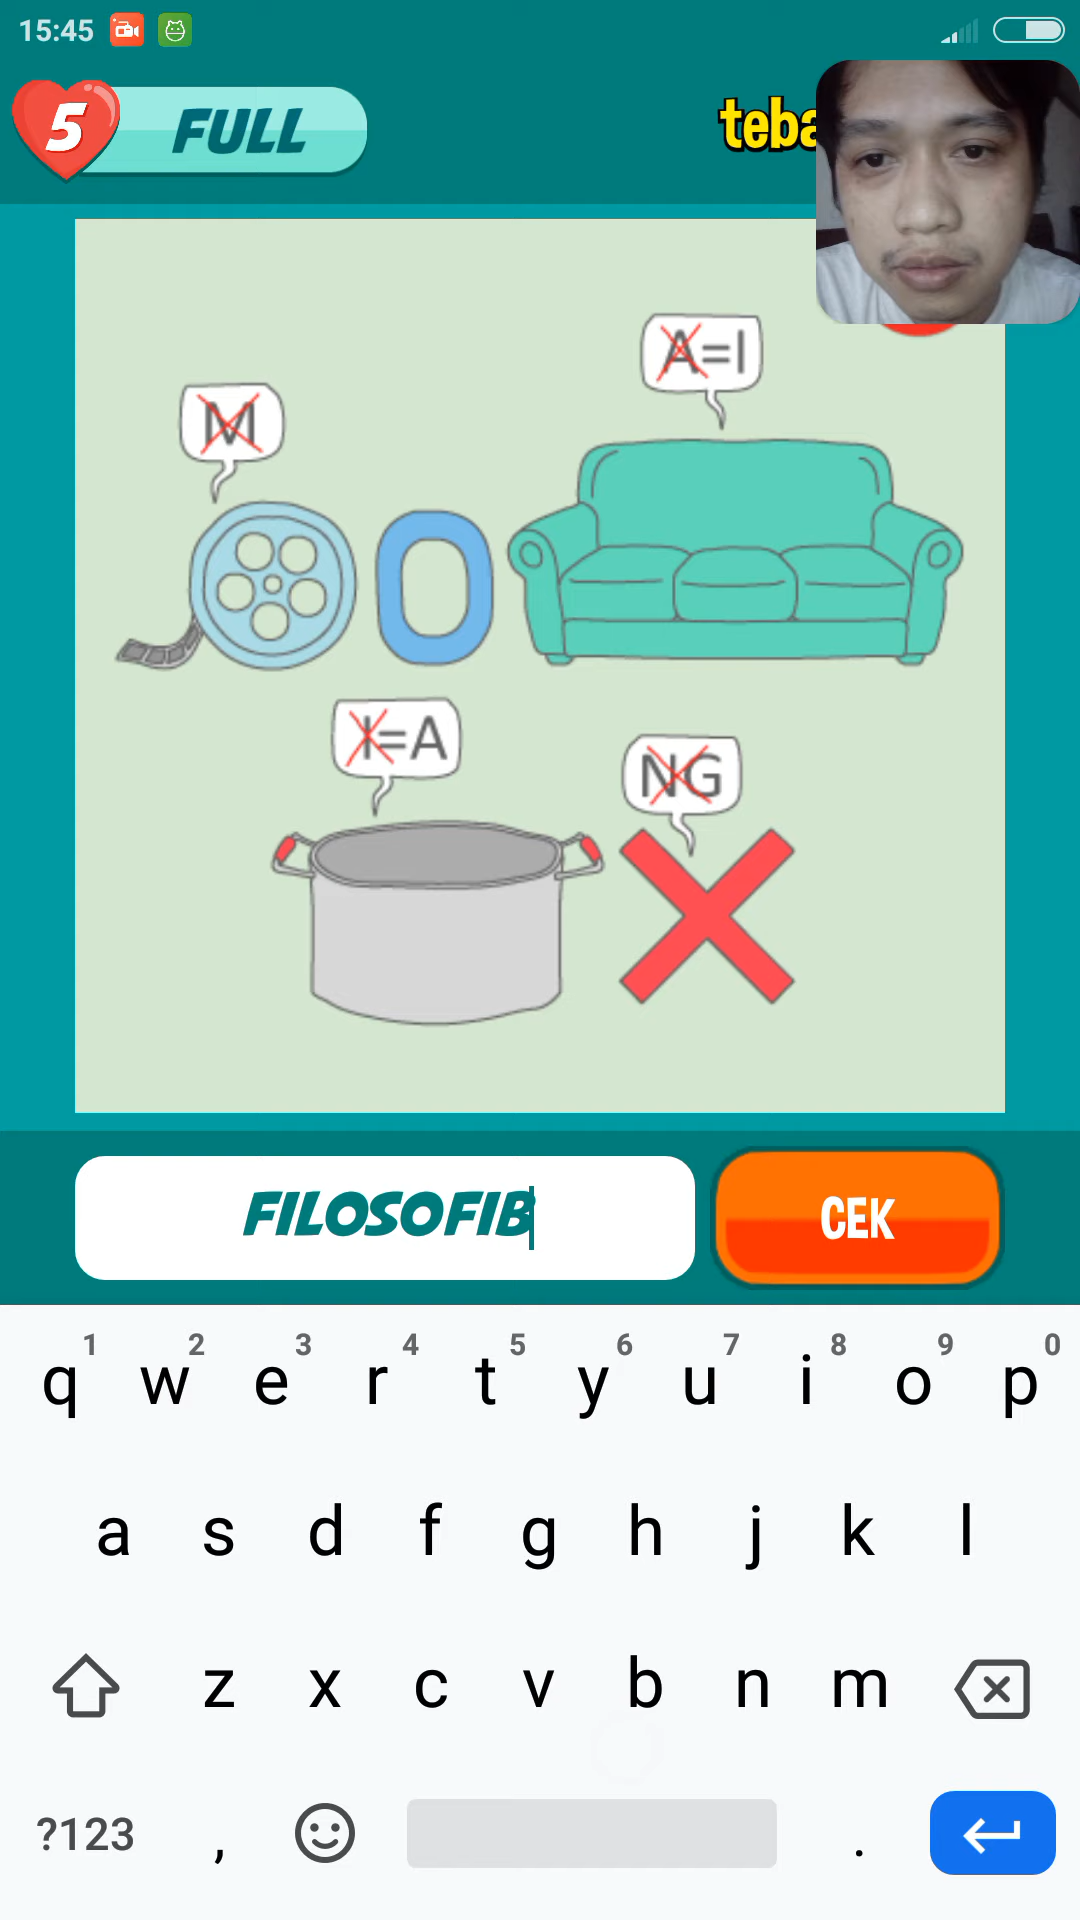 15:45
5 FULL
teba
A=I
M
O
I=A
NG
FILOSOFIB
CEK
1 2 3 4 5 6 7 8 9 0
q w e r t y u i o p
a s d f g h j k l
z x c v b n m
?123 , .